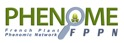 PHENOME
French Plant
Phenomic Network
FPPN